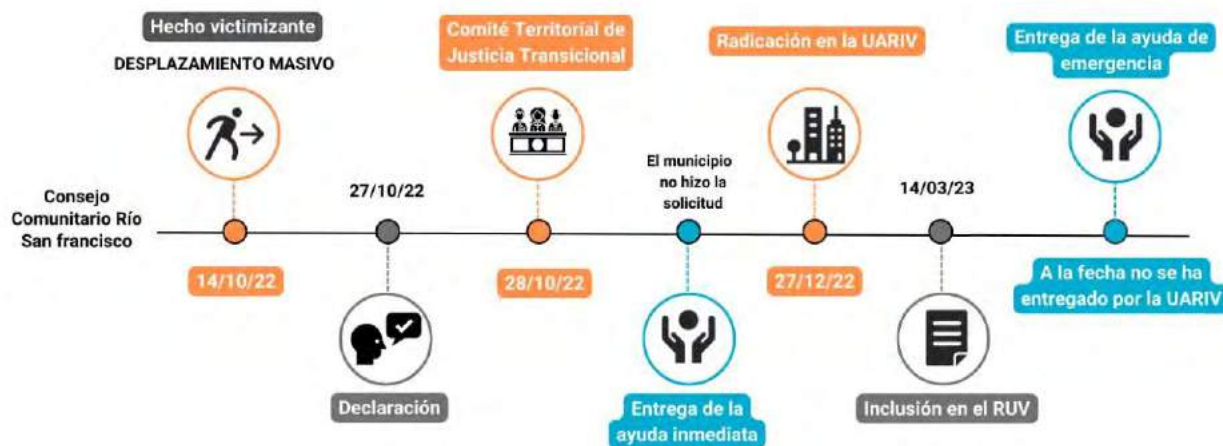 Hecho victimizante
DESPLAZAMIENTO MASIVO
Comité Territorial de
Justicia Transicional
Radicación en la UARIV
Entrega de la ayuda de
emergencia
Consejo
Comunitario Río
San francisco
27/10/22
El municipio
no hizo la
solicitud
14/03/23
14/10/22
28/10/22
27/12/22
A la fecha no se ha
entregado por la UARIV
Declaración
Entrega de la
ayuda inmediata
Inclusión en el RUV